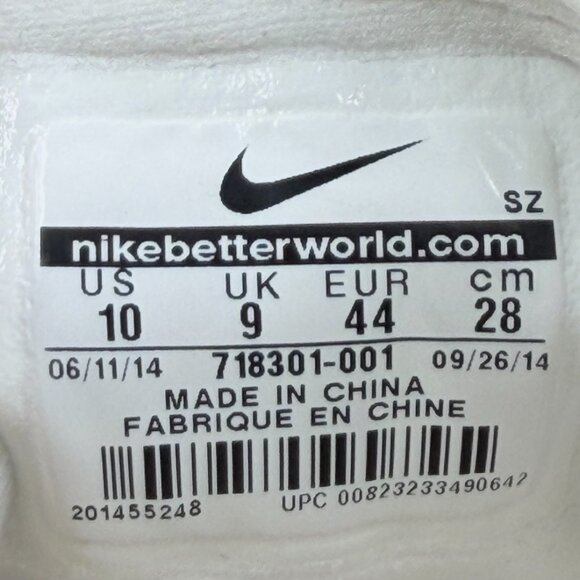 SZ
nikebetterworld.com
US UK EUR cm
10 9 44 28
06/11/14 718301-001 09/26/14
MADE IN CHINA
FABRIQUE EN CHINE
201455248 UPC 00823233490642